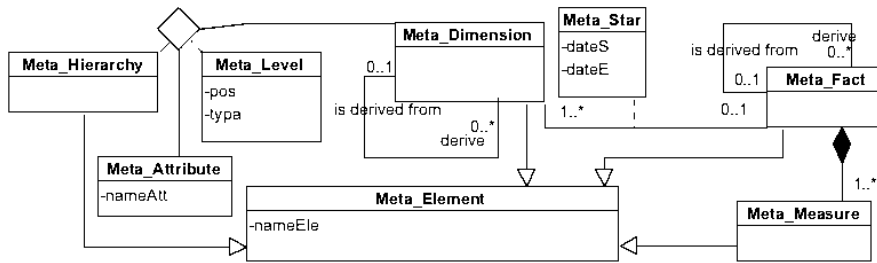 Meta_Star
-dateS
-dateE
Meta_Dimension
derive
0..*
is derived from
0..1
Meta_Fact
Meta_Hierarchy
Meta_Level
-pos
-typa
0..1
is derived from
0..*
derive
1..*
0..1
Meta_Attribute
-nameAtt
Meta_Element
-nameEle
1..*
Meta_Measure